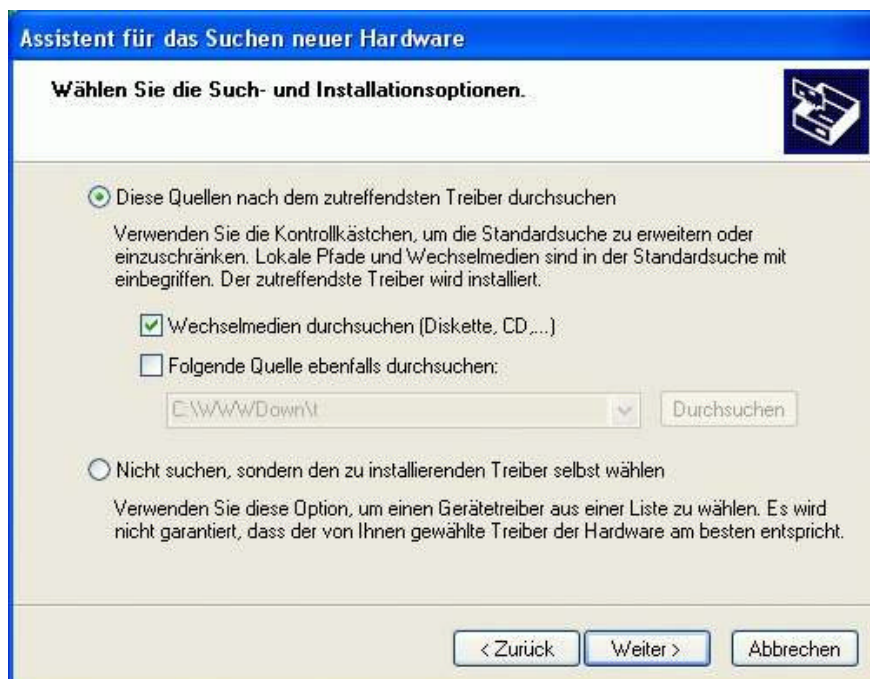 Assistent für das Suchen neuer Hardware
Wählen Sie die Such- und Installationsoptionen.
Diese Quellen nach dem zutreffendsten Treiber durchsuchen
Verwenden Sie die Kontrollkästchen, um die Standardsuche zu erweitern oder
einzuschränken. Lokale Pfade und Wechselmedien sind in der Standardsuche mit
einbegriffen. Der zutreffendste Treiber wird installiert.
Wechselmedien durchsuchen (Diskette, CD,...)
Folgende Quelle ebenfalls durchsuchen:
C:\WWWDown\t
Durchsuchen
Nicht suchen, sondern den zu installierenden Treiber selbst wählen
Verwenden Sie diese Option, um einen Gerätetreiber aus einer Liste zu wählen. Es wird
nicht garantiert, dass der von Ihnen gewählte Treiber der Hardware am besten entspricht.
< Zurück
Weiter >
Abbrechen